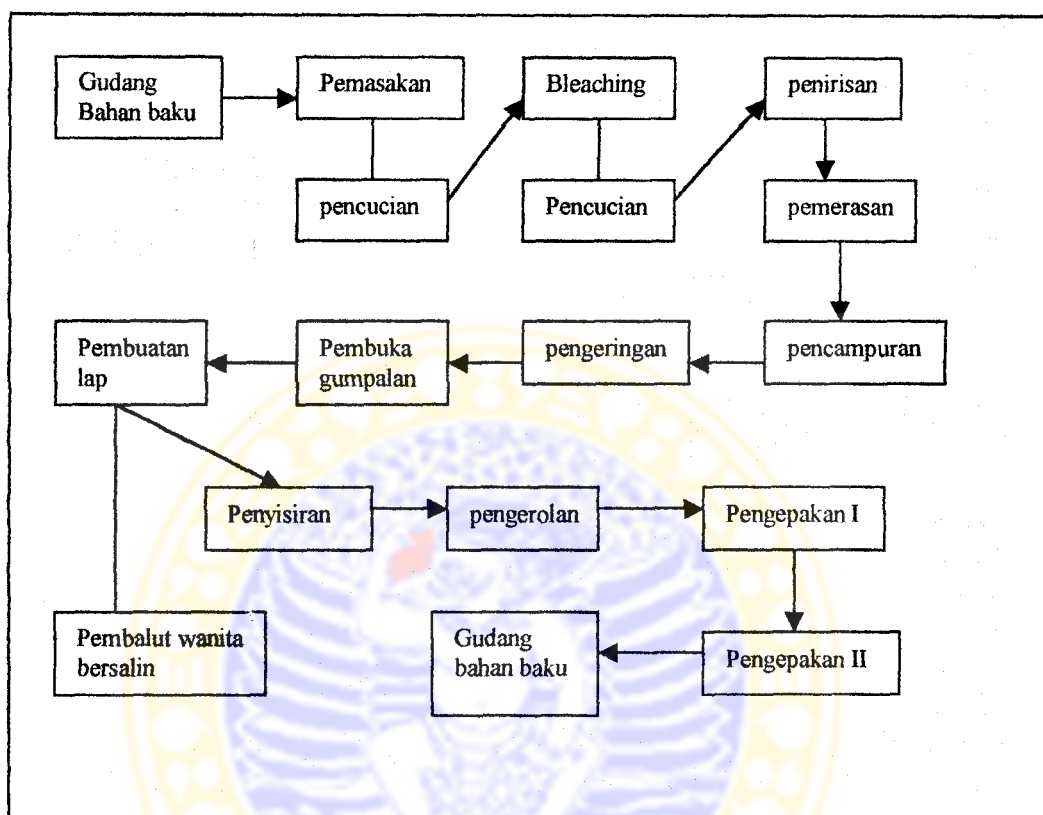 Gudang
Bahan baku
Pemasakan
Bleaching
penirisan
pencucian
Pencucian
pemerasan
Pembuatan
lap
Pembuka
gumpalan
pengeringan
pencampuran
Penyisiran
pengerolan
Pengepakan I
Pembalut wanita
bersalin
Gudang
bahan baku
Pengepakan II